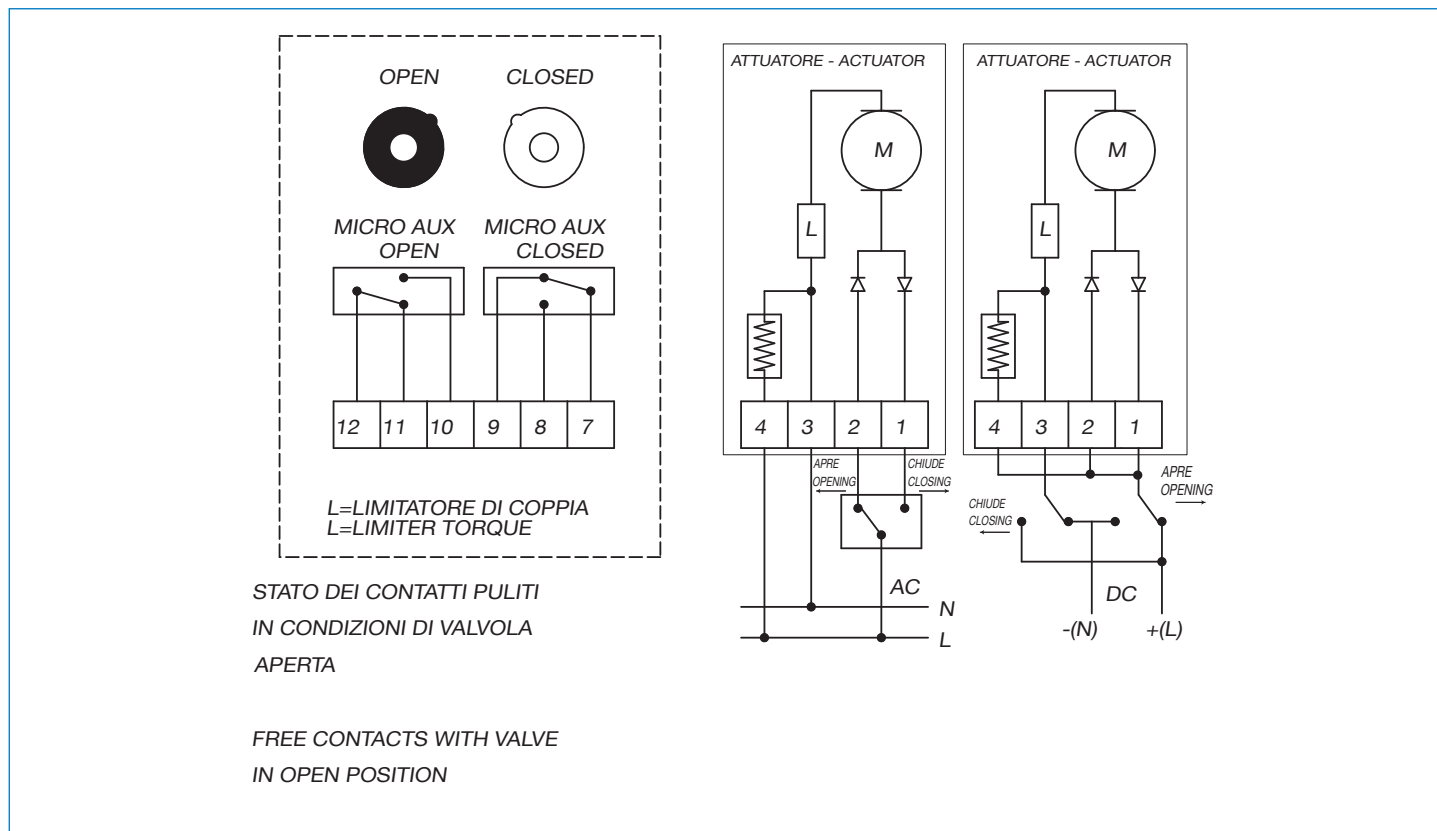 OPEN CLOSED
MICRO AUX OPEN
MICRO AUX CLOSED
12 11 10 9 8 7
L=LIMITATORE DI COPPIA
L=LIMITER TORQUE
STATO DEI CONTATTI PULITI
IN CONDIZIONI DI VALVOLA
APERTA
FREE CONTACTS WITH VALVE
IN OPEN POSITION
ATTUATORE - ACTUATOR
M
L
4 3 2 1
APRE
OPENING
CHIUDE
CLOSING
AC
N
L
ATTUATORE - ACTUATOR
M
L
4 3 2 1
CHIUDE
CLOSING
APRE
OPENING
DC
-(N) +(L)